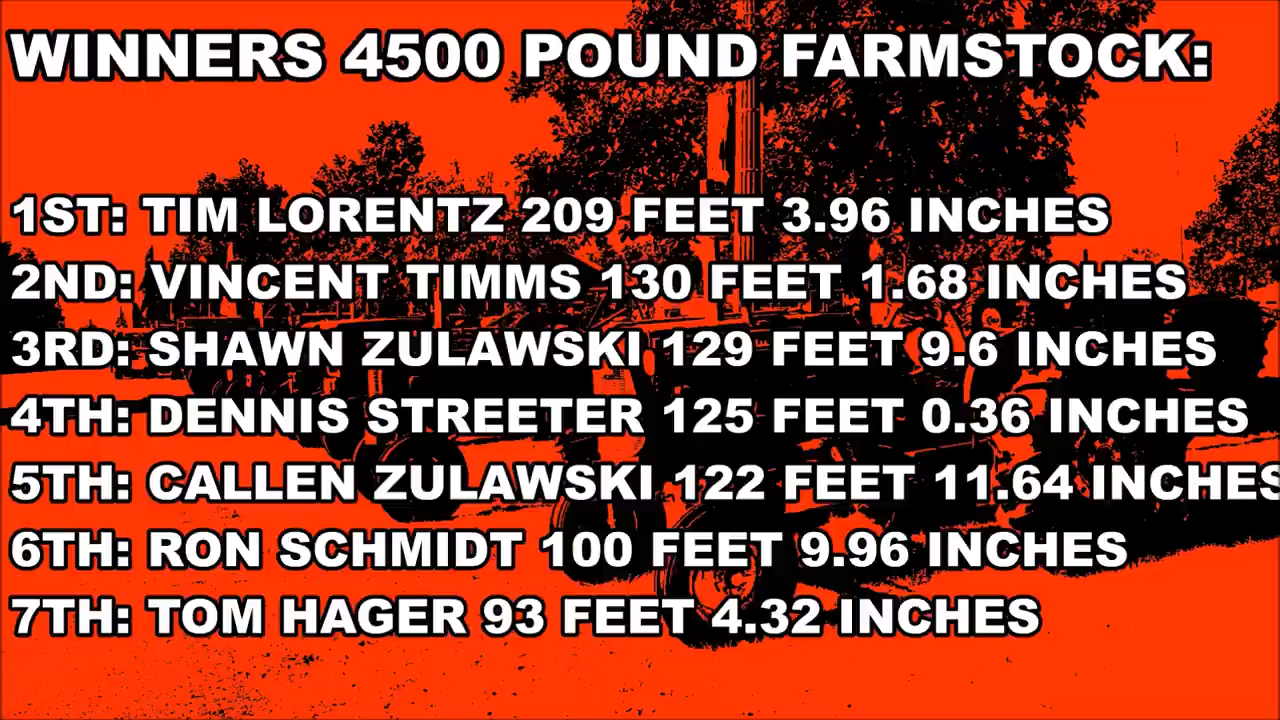 WINNERS 4500 POUND FARMSTOCK:
1ST: TIM LORENTZ 209 FEET 3.96 INCHES
2ND: VINCENT TIMMS 130 FEET 1.68 INCHES
3RD: SHAWN ZULAWSKI 129 FEET 9.6 INCHES
4TH: DENNIS STREETER 125 FEET 0.36 INCHES
5TH: CALLEN ZULAWSKI 122 FEET 11.64 INCHES
6TH: RON SCHMIDT 100 FEET 9.96 INCHES
7TH: TOM HAGER 93 FEET 4.32 INCHES